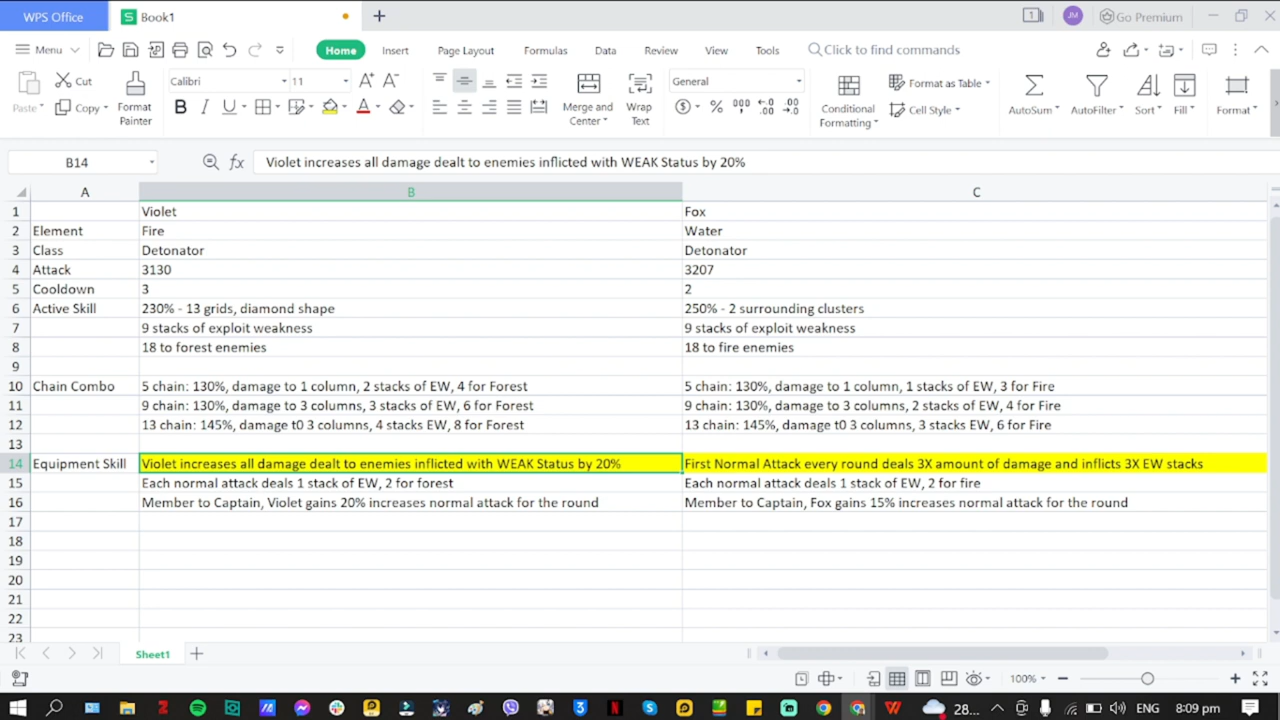 WPS Office
Book1
JM
Go Premium
Menu
Home
Insert
Page Layout
Formulas
Data
Review
View
Tools
Click to find commands
Paste
Cut
Copy
Format Painter
Calibri
11
B I U
Merge and Center
Wrap Text
General
Conditional Formatting
Format as Table
Cell Style
AutoSum
AutoFilter
Sort
Fill
Format
B14
fx
Violet increases all damage dealt to enemies inflicted with WEAK Status by 20%
A B C
1 Violet Fox
2 Element Fire Water
3 Class Detonator Detonator
4 Attack 3130 3207
5 Cooldown 3 2
6 Active Skill 230% - 13 grids, diamond shape 250% - 2 surrounding clusters
7 9 stacks of exploit weakness 9 stacks of exploit weakness
8 18 to forest enemies 18 to fire enemies
9
10 Chain Combo 5 chain: 130%, damage to 1 column, 2 stacks of EW, 4 for Forest 5 chain: 130%, damage to 1 column, 1 stacks of EW, 3 for Fire
11 9 chain: 130%, damage to 3 columns, 3 stacks of EW, 6 for Forest 9 chain: 130%, damage to 3 columns, 2 stacks of EW, 4 for Fire
12 13 chain: 145%, damage t0 3 columns, 4 stacks EW, 8 for Forest 13 chain: 145%, damage t0 3 columns, 3 stacks EW, 6 for Fire
13
14 Equipment Skill Violet increases all damage dealt to enemies inflicted with WEAK Status by 20% First Normal Attack every round deals 3X amount of damage and inflicts 3X EW stacks
15 Each normal attack deals 1 stack of EW, 2 for forest Each normal attack deals 1 stack of EW, 2 for fire
16 Member to Captain, Violet gains 20% increases normal attack for the round Member to Captain, Fox gains 15% increases normal attack for the round
17
18
19
20
21
22
23
Sheet1
100%
28...
ENG
8:09 pm